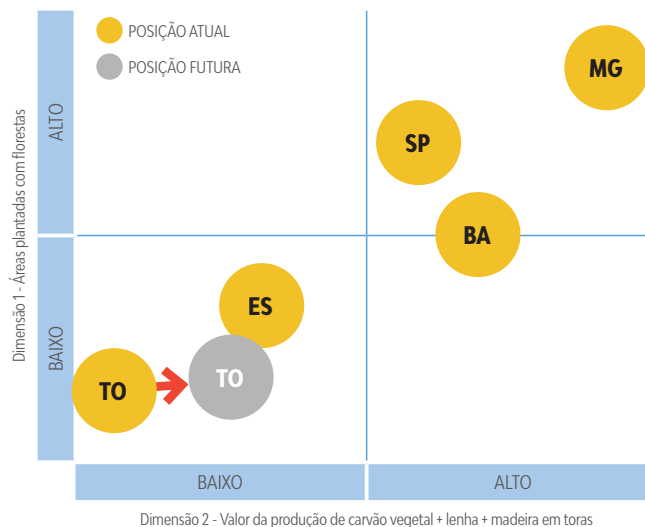 POSIÇÃO ATUAL
POSIÇÃO FUTURA
MG
SP
BA
ES
TO
TO
Dimensão 1 - Áreas plantadas com florestas
ALTO
BAIXO
BAIXO
ALTO
Dimensão 2 - Valor da produção de carvão vegetal + lenha + madeira em toras